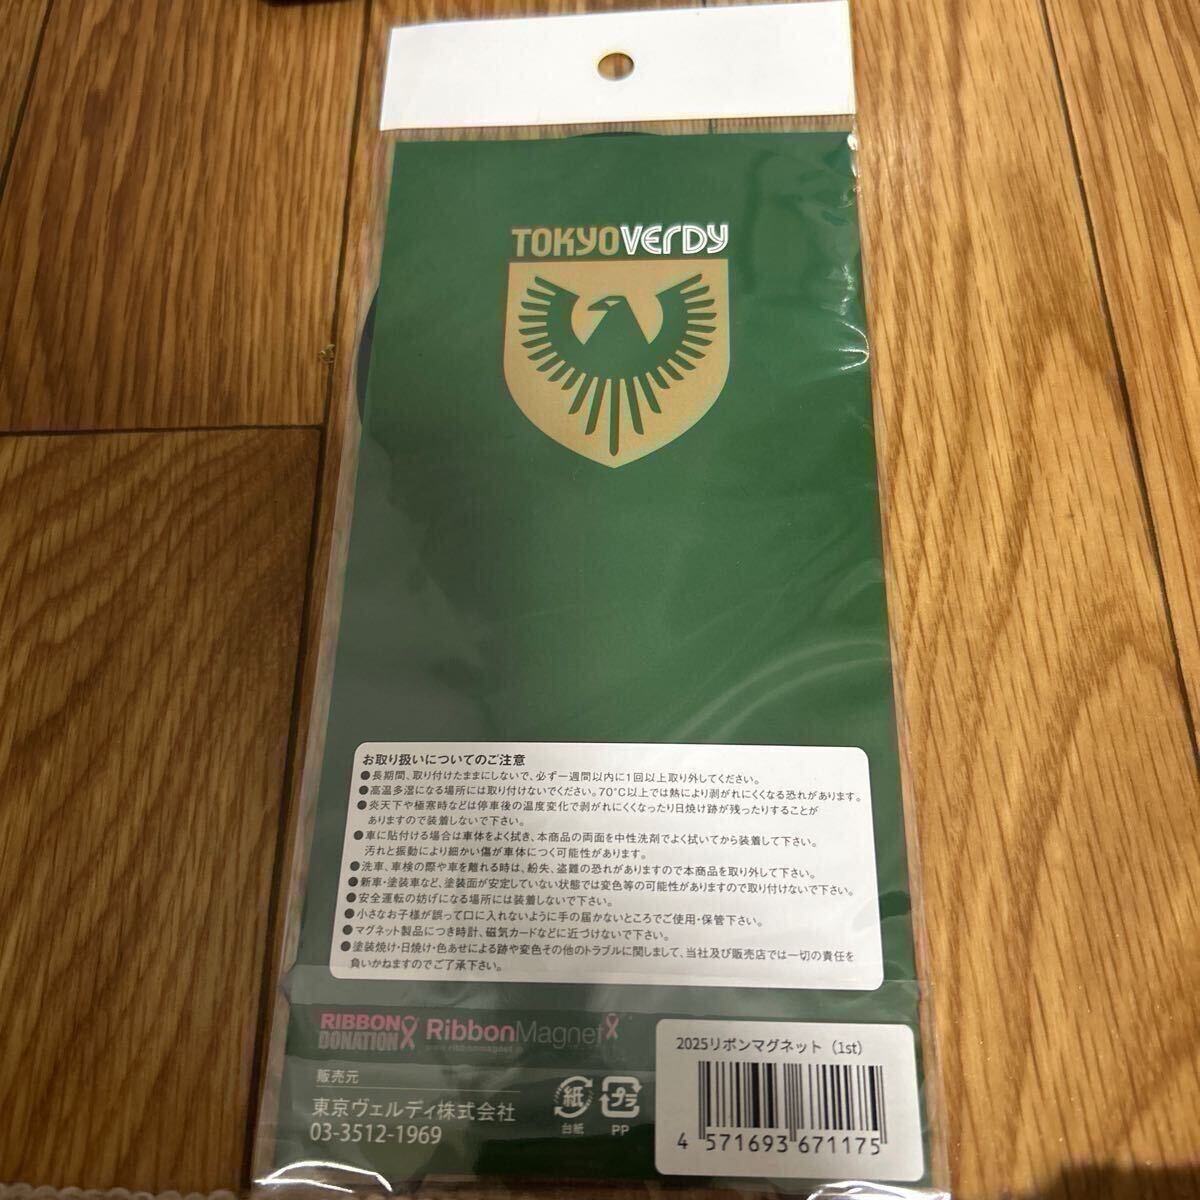 TOKYOVERDY
お取り扱いについてのご注意
●長期間、取り付けたままにしないで、必ず一週間以内に1回以上取り外してください。
●高温多湿になる場所には取り付けないでください。70℃以上では熱により剥がれにくくなる恐れがあります。
●炎天下や極寒時などは停車後の温度変化で剥がれにくくなったり日焼け跡が残ったりすることが
ありますので装着しないで下さい。
●車に貼付ける場合は車体をよく拭き、本商品の両面を中性洗剤でよく拭いてから装着して下さい。
汚れと振動により細かい傷が車体につく可能性があります。
●洗車、車検の際や車を離れる時は、紛失、盗難の恐れがありますので本商品を取り外して下さい。
●新車・塗装車など、塗装面が安定していない状態では変色等の可能性がありますので取り付けないで下さい。
●安全運転の妨げになる場所には装着しないで下さい。
●小さなお子様が誤って口に入れないように手の届かないところでご使用・保管下さい。
●マグネット製品につき時計、磁気カードなどに近づけないで下さい。
●塗装焼け・日焼け・色あせによる跡や変色その他のトラブルに関しまして、当社及び販売店では一切の責任を
負いかねますのでご了承下さい。
RIBBON
DONATION
RibbonMagnet
www.ribbonmagnet.jp
販売元
東京ヴェルディ株式会社
03-3512-1969
紙
台紙
プラ
PP
2025リボンマグネット（1st）
4 571693 671175